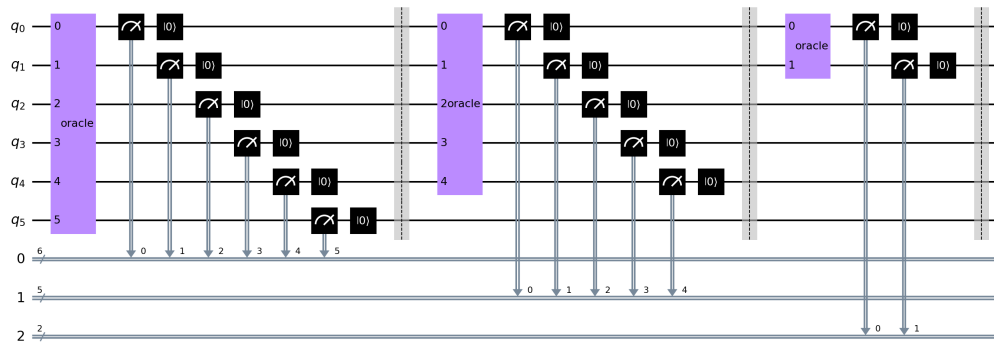 q0 0 |0⟩ 0 |0⟩ 0 |0⟩
oracle
q1 1 |0⟩ 1 |0⟩ 1 |0⟩
q2 2 |0⟩ 2oracle |0⟩
oracle
q3 3 |0⟩ 3 |0⟩
q4 4 |0⟩ 4 |0⟩
q5 5 |0⟩
0 6 0 1 2 3 4 5
1 5 0 1 2 3 4
2 2 0 1